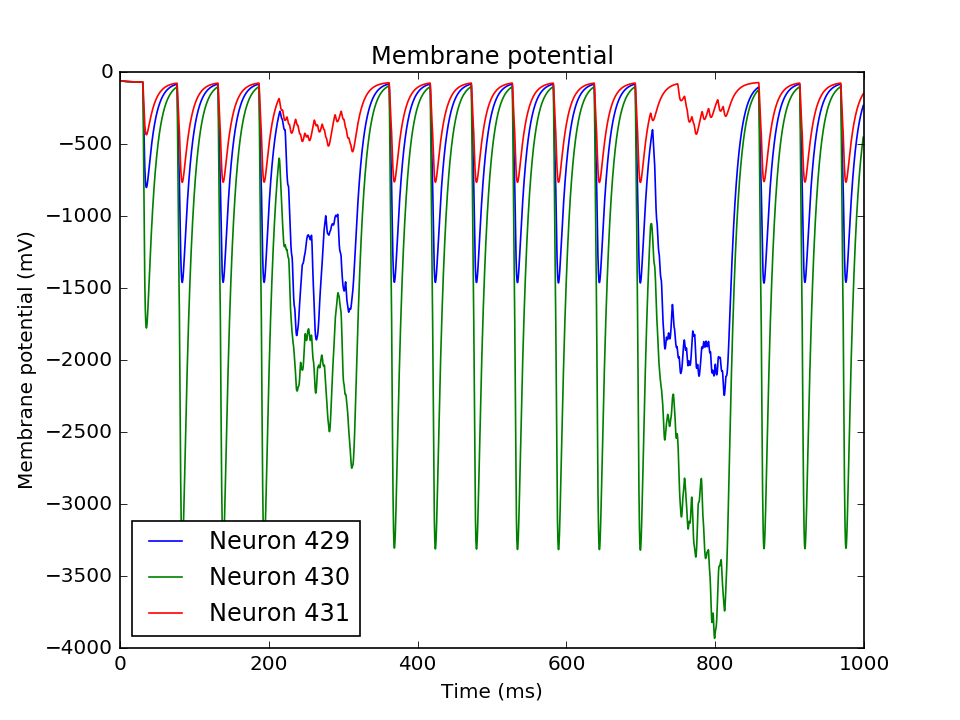 Membrane potential
Membrane potential (mV)
0
−500
−1000
−1500
−2000
−2500
−3000
−3500
−4000
Neuron 429
Neuron 430
Neuron 431
0 200 400 600 800 1000
Time (ms)